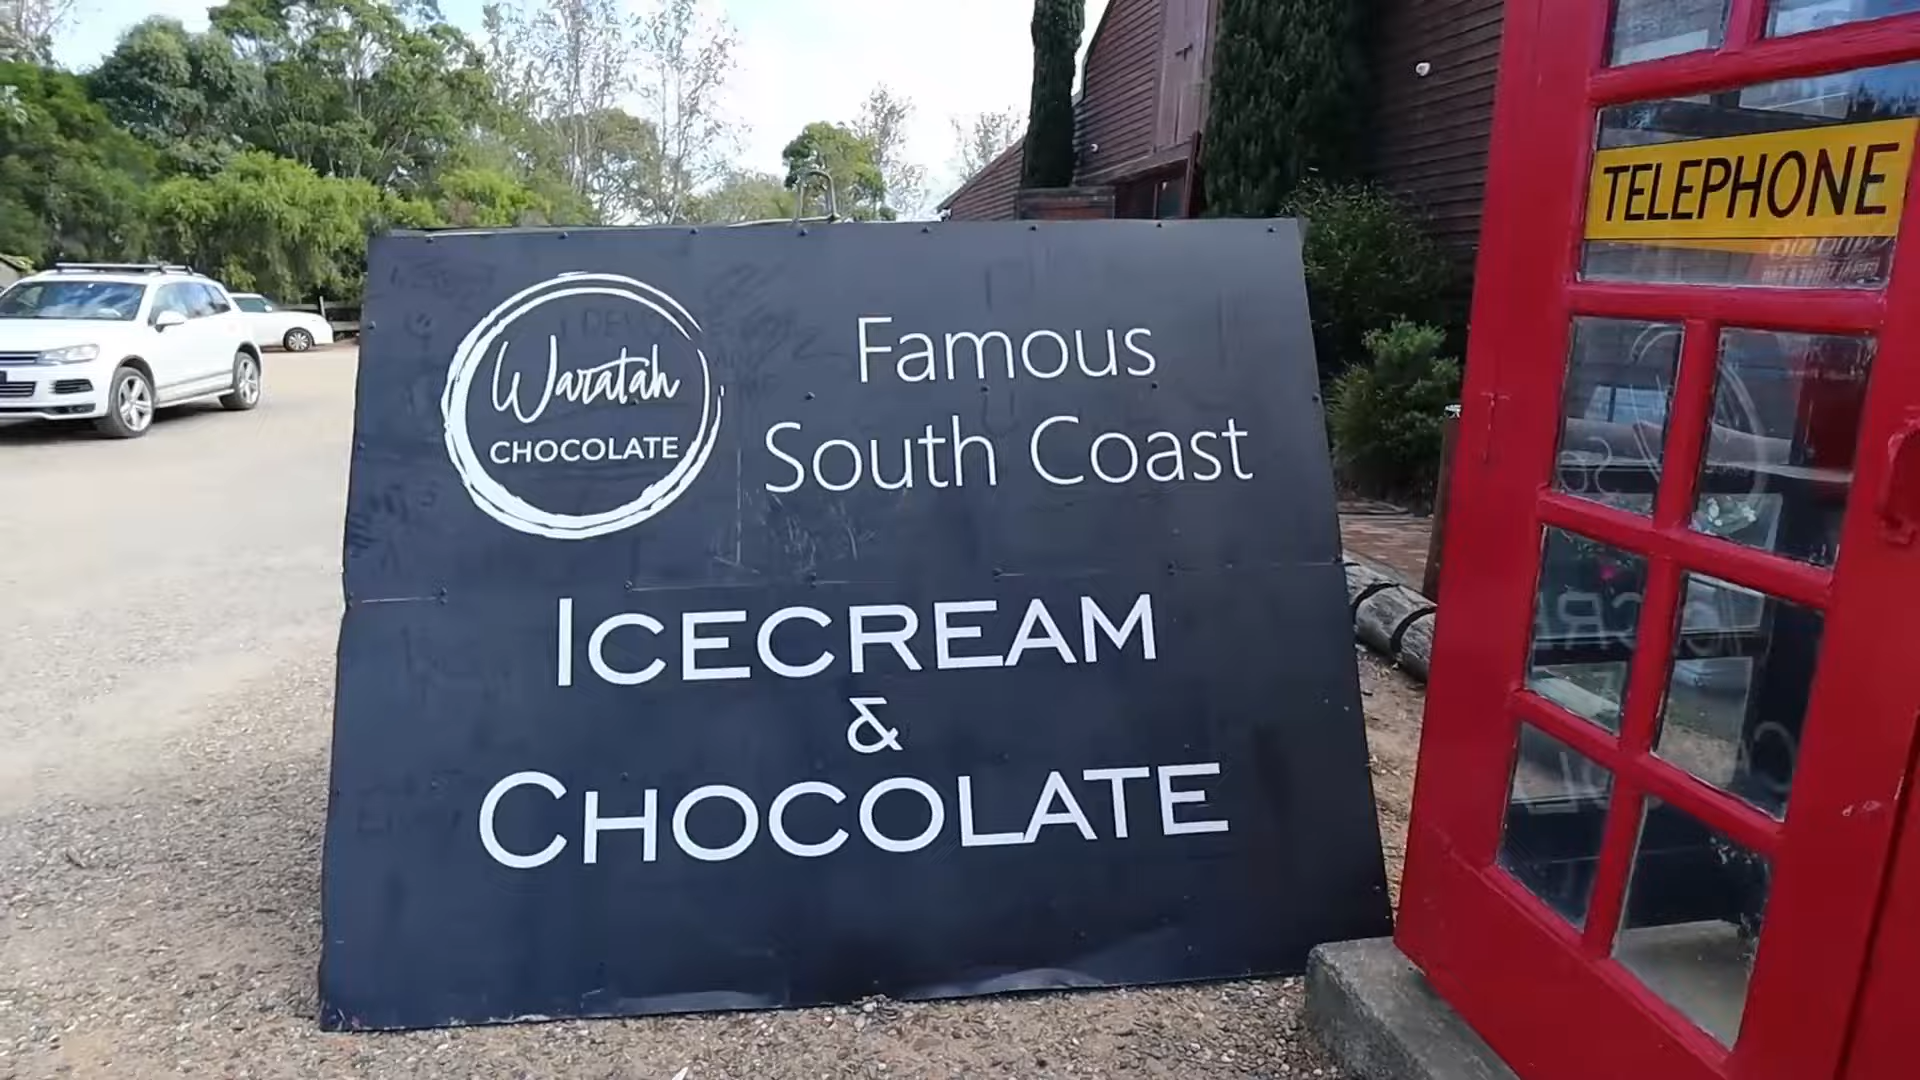 Waratah
CHOCOLATE
Famous
South Coast
ICECREAM
&
CHOCOLATE
TELEPHONE